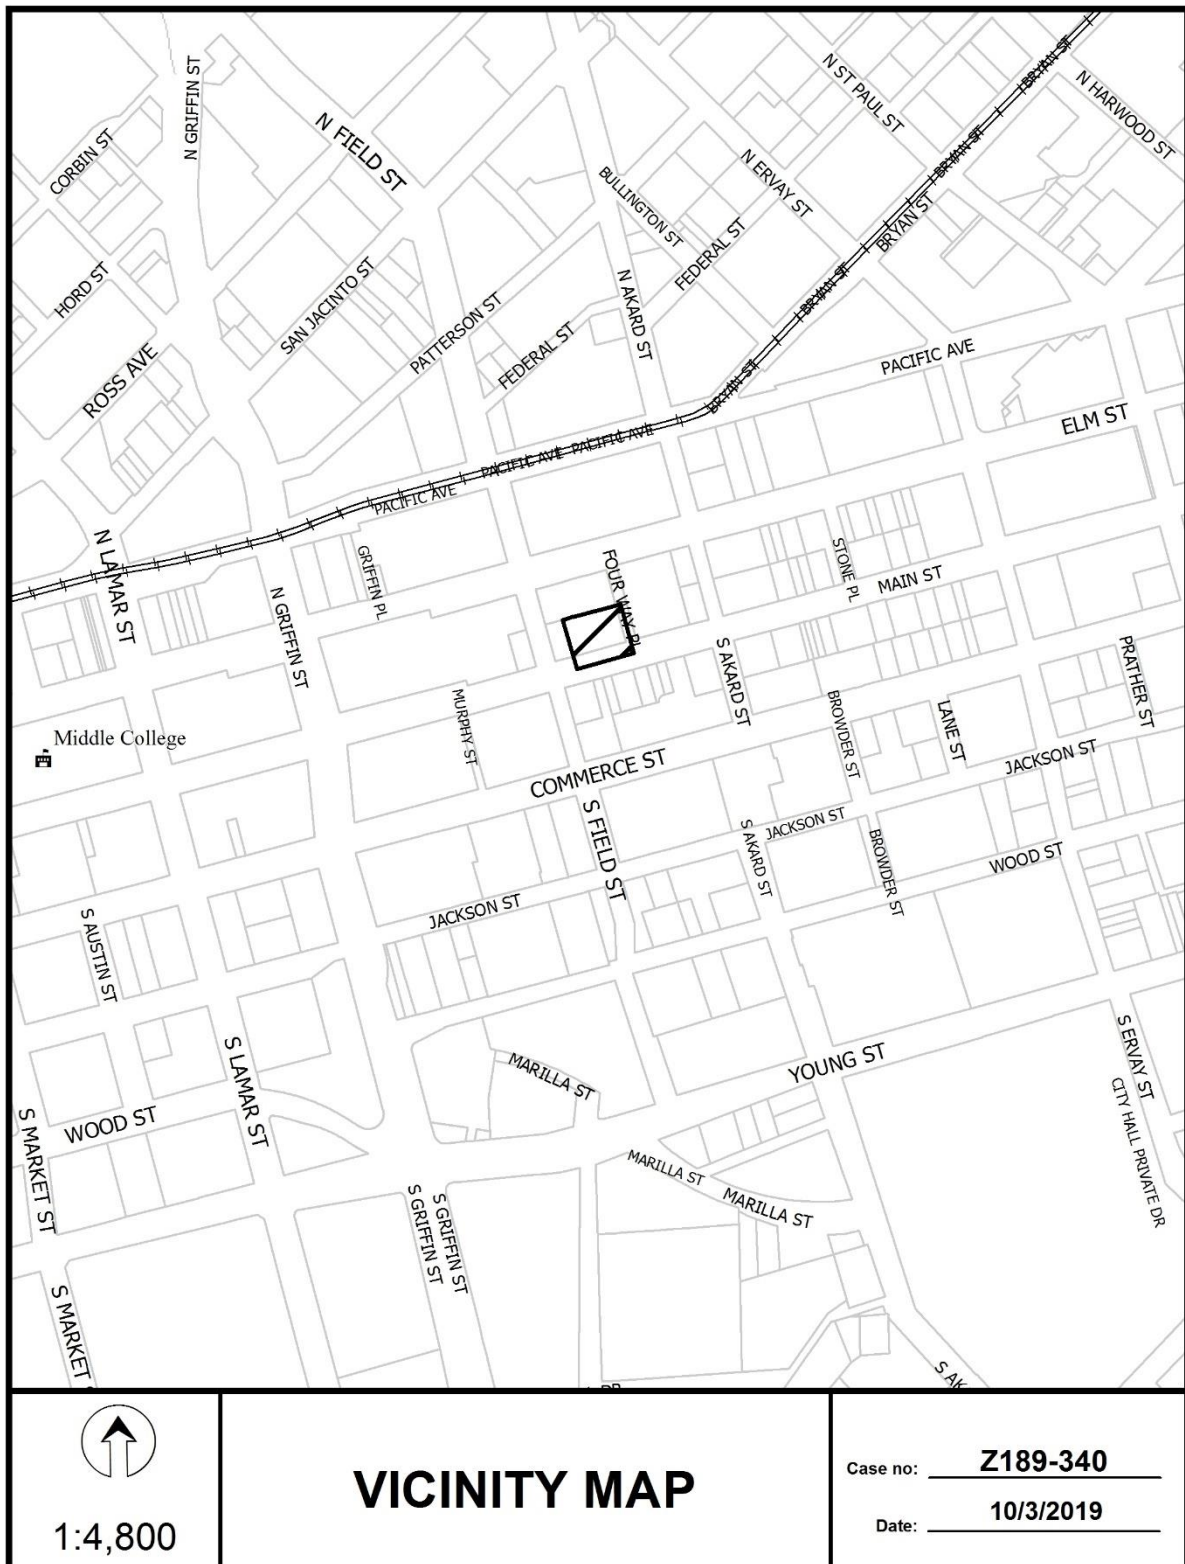 N GRIFFIN ST
N FIELD ST
CORBIN ST
N ST PAUL ST
BRYAN ST
N HARWOOD ST
BRYAN ST
N ERVAY ST
BULLINGTON ST
BRYAN ST
FEDERAL ST
HORD ST
SAN JACINTO ST
N AKARD ST
BRYAN ST
PATTERSON ST
FEDERAL ST
ROSS AVE
PACIFIC AVE
BRYAN ST
ELM ST
PACIFIC AVE
PACIFIC AVE
PACIFIC AVE
N LAMAR ST
GRIFFIN PL
FOUR WAY PL
STONE PL
MAIN ST
N GRIFFIN ST
S AKARD ST
PRATHER ST
MURPHY ST
BROWDER ST
LANE ST
Middle College
COMMERCE ST
JACKSON ST
S FIELD ST
JACKSON ST
S AKARD ST
BROWDER ST
WOOD ST
JACKSON ST
S AUSTIN ST
S LAMAR ST
MARILLA ST
YOUNG ST
S ERVAY ST
CITY HALL PRIVATE DR
WOOD ST
S MARKET ST
MARILLA ST
MARILLA ST
S GRIFFIN ST
S GRIFFIN ST
S MARKET
S AK
1:4,800
VICINITY MAP
Case no: Z189-340
Date: 10/3/2019